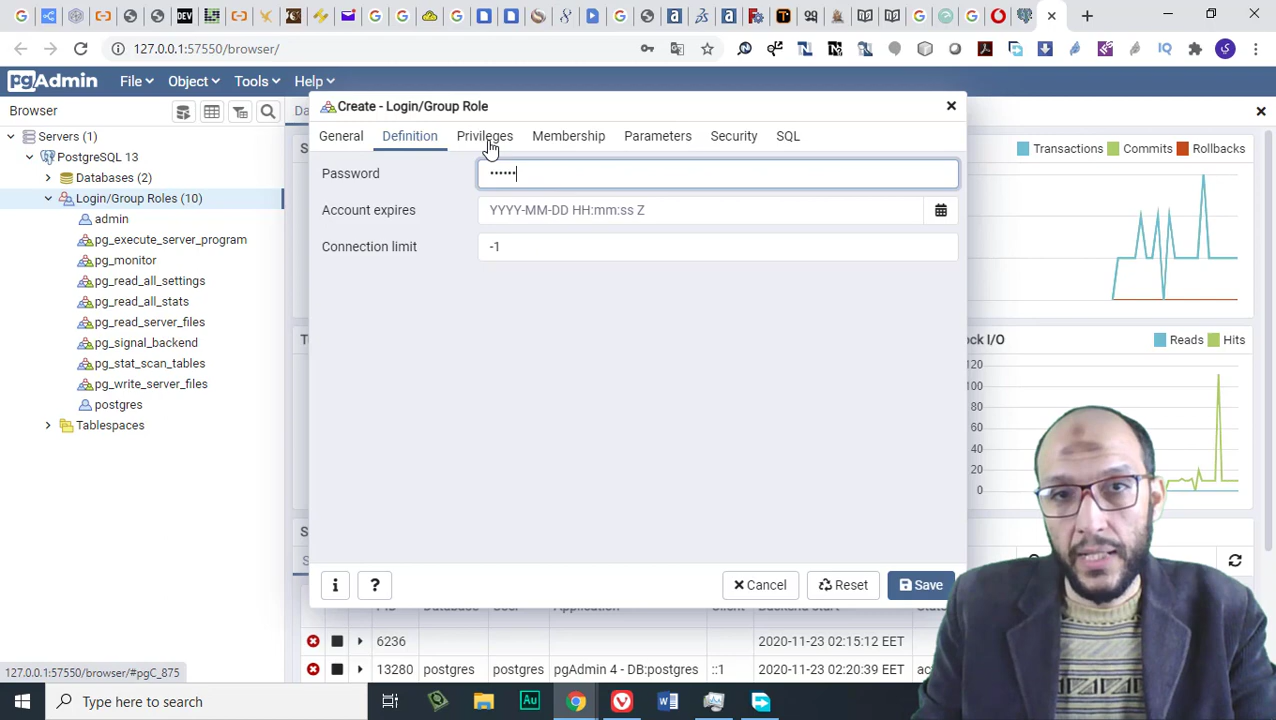 127.0.0.1:57550/browser/
pgAdmin File Object Tools Help
Browser
Servers (1)
PostgreSQL 13
Databases (2)
Login/Group Roles (10)
admin
pg_execute_server_program
pg_monitor
pg_read_all_settings
pg_read_all_stats
pg_read_server_files
pg_signal_backend
pg_stat_scan_tables
pg_write_server_files
postgres
Tablespaces
Create - Login/Group Role
General Definition Privileges Membership Parameters Security SQL
Password ••••••
Account expires YYYY-MM-DD HH:mm:ss Z
Connection limit -1
Cancel Reset Save
Transactions Commits Rollbacks
Reads Hits
120
100
80
60
40
20
0
6236 2020-11-23 02:15:12 EET
13280 postgres postgres pgAdmin 4 - DB:postgres ::1 2020-11-23 02:20:39 EET
127.0.0.1:57550/browser/#pgC_875
Type here to search